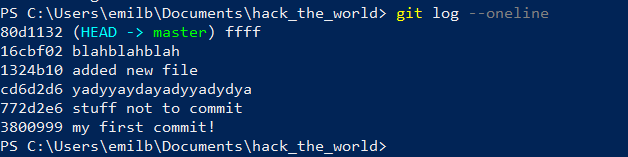 PS C:\Users\emilb\Documents\hack_the_world> git log --oneline
80d1132 (HEAD -> master) ffff
16cbf02 blahblahblah
1324b10 added new file
cd6d2d6 yadyyaydayadyyadydya
772d2e6 stuff not to commit
3800999 my first commit!
PS C:\Users\emilb\Documents\hack_the_world>